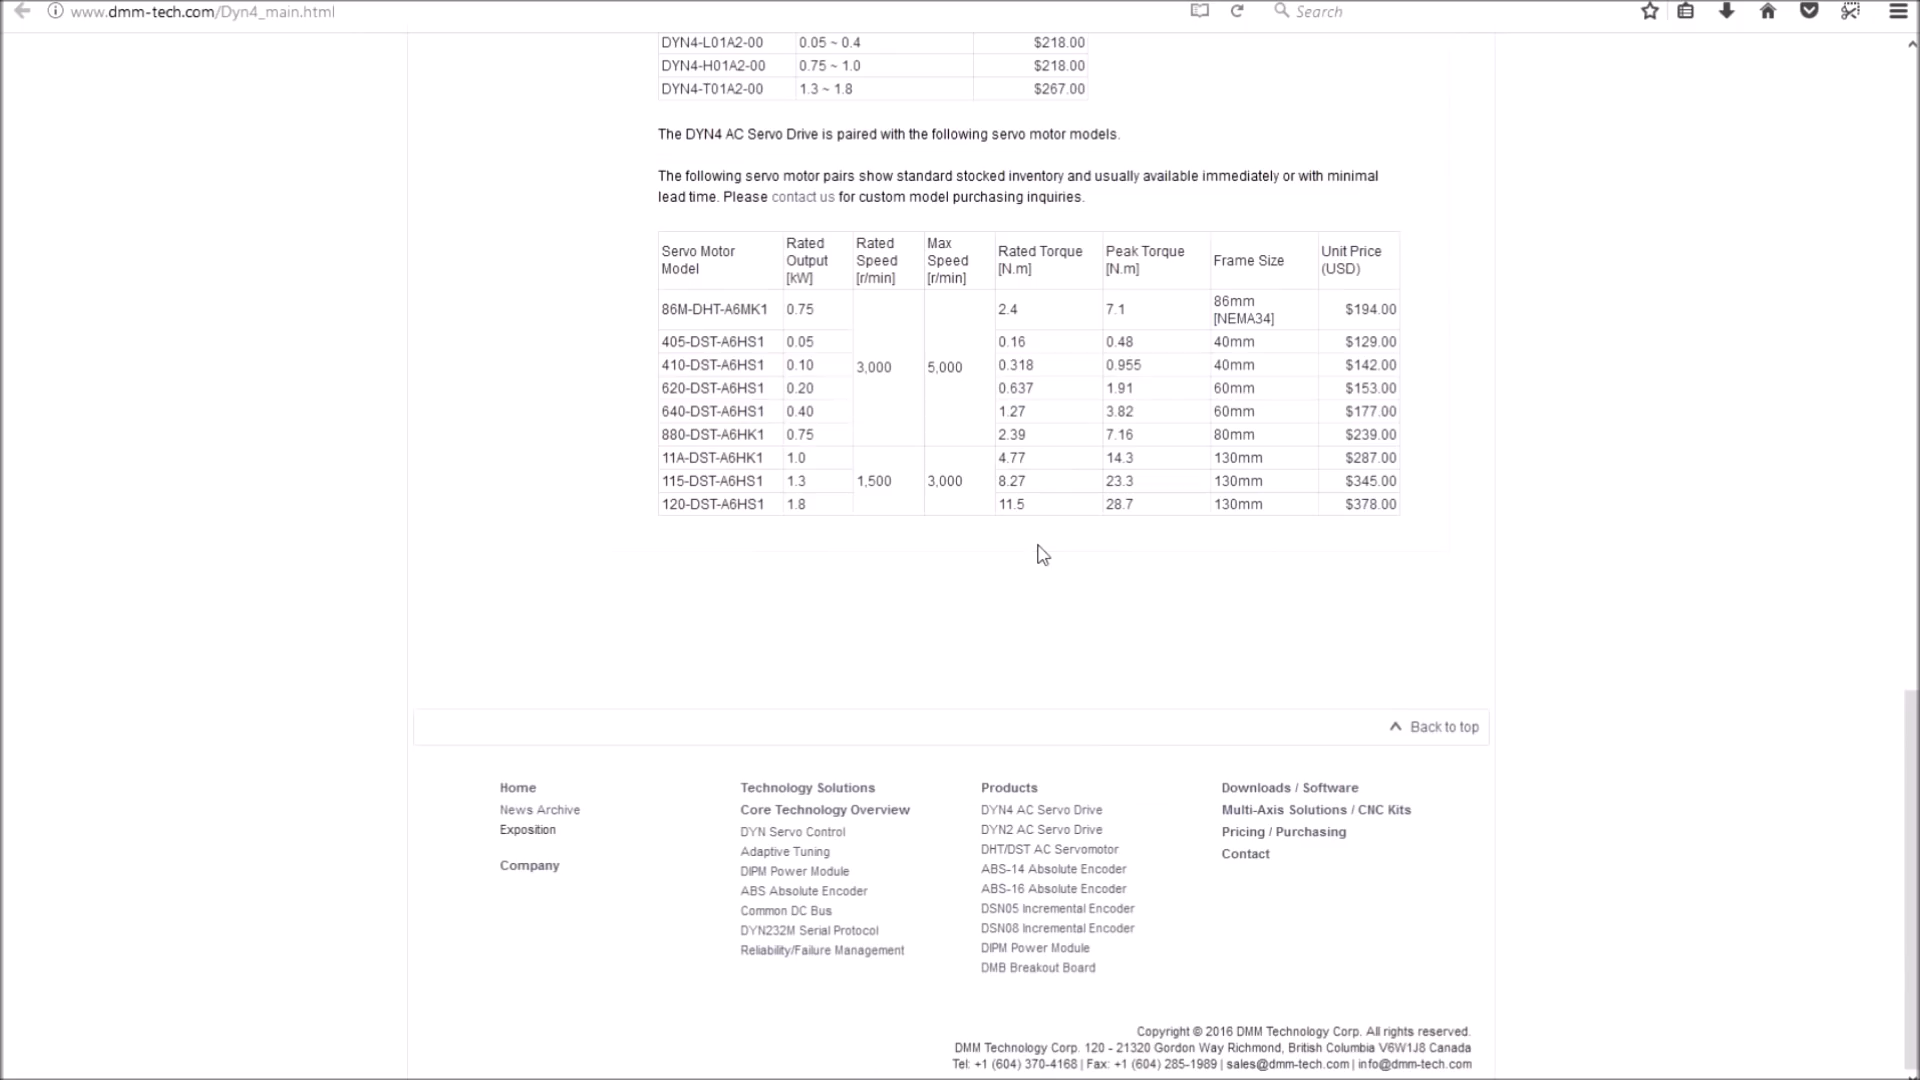 www.dmm-tech.com/Dyn4_main.html
Search
DYN4-L01A2-00 0.05 ~ 0.4 $218.00
DYN4-H01A2-00 0.75 ~ 1.0 $218.00
DYN4-T01A2-00 1.3 ~ 1.8 $267.00
The DYN4 AC Servo Drive is paired with the following servo motor models.
The following servo motor pairs show standard stocked inventory and usually available immediately or with minimal
lead time. Please contact us for custom model purchasing inquiries.
Servo Motor Model Rated Output [kW] Rated Speed [r/min] Max Speed [r/min] Rated Torque [N.m] Peak Torque [N.m] Frame Size Unit Price (USD)
86M-DHT-A6MK1 0.75 2.4 7.1 86mm [NEMA34] $194.00
405-DST-A6HS1 0.05 0.16 0.48 40mm $129.00
410-DST-A6HS1 0.10 3,000 5,000 0.318 0.955 40mm $142.00
620-DST-A6HS1 0.20 0.637 1.91 60mm $153.00
640-DST-A6HS1 0.40 1.27 3.82 60mm $177.00
880-DST-A6HK1 0.75 2.39 7.16 80mm $239.00
11A-DST-A6HK1 1.0 4.77 14.3 130mm $287.00
115-DST-A6HS1 1.3 1,500 3,000 8.27 23.3 130mm $345.00
120-DST-A6HS1 1.8 11.5 28.7 130mm $378.00
Back to top
Home
News Archive
Exposition
Company
Technology Solutions
Core Technology Overview
DYN Servo Control
Adaptive Tuning
DIPM Power Module
ABS Absolute Encoder
Common DC Bus
DYN232M Serial Protocol
Reliability/Failure Management
Products
DYN4 AC Servo Drive
DYN2 AC Servo Drive
DHT/DST AC Servomotor
ABS-14 Absolute Encoder
ABS-16 Absolute Encoder
DSN05 Incremental Encoder
DSN08 Incremental Encoder
DIPM Power Module
DMB Breakout Board
Downloads / Software
Multi-Axis Solutions / CNC Kits
Pricing / Purchasing
Contact
Copyright © 2016 DMM Technology Corp. All rights reserved.
DMM Technology Corp. 120 - 21320 Gordon Way Richmond, British Columbia V6W1J8 Canada
Tel: +1 (604) 370-4168 | Fax: +1 (604) 285-1989 | sales@dmm-tech.com | info@dmm-tech.com